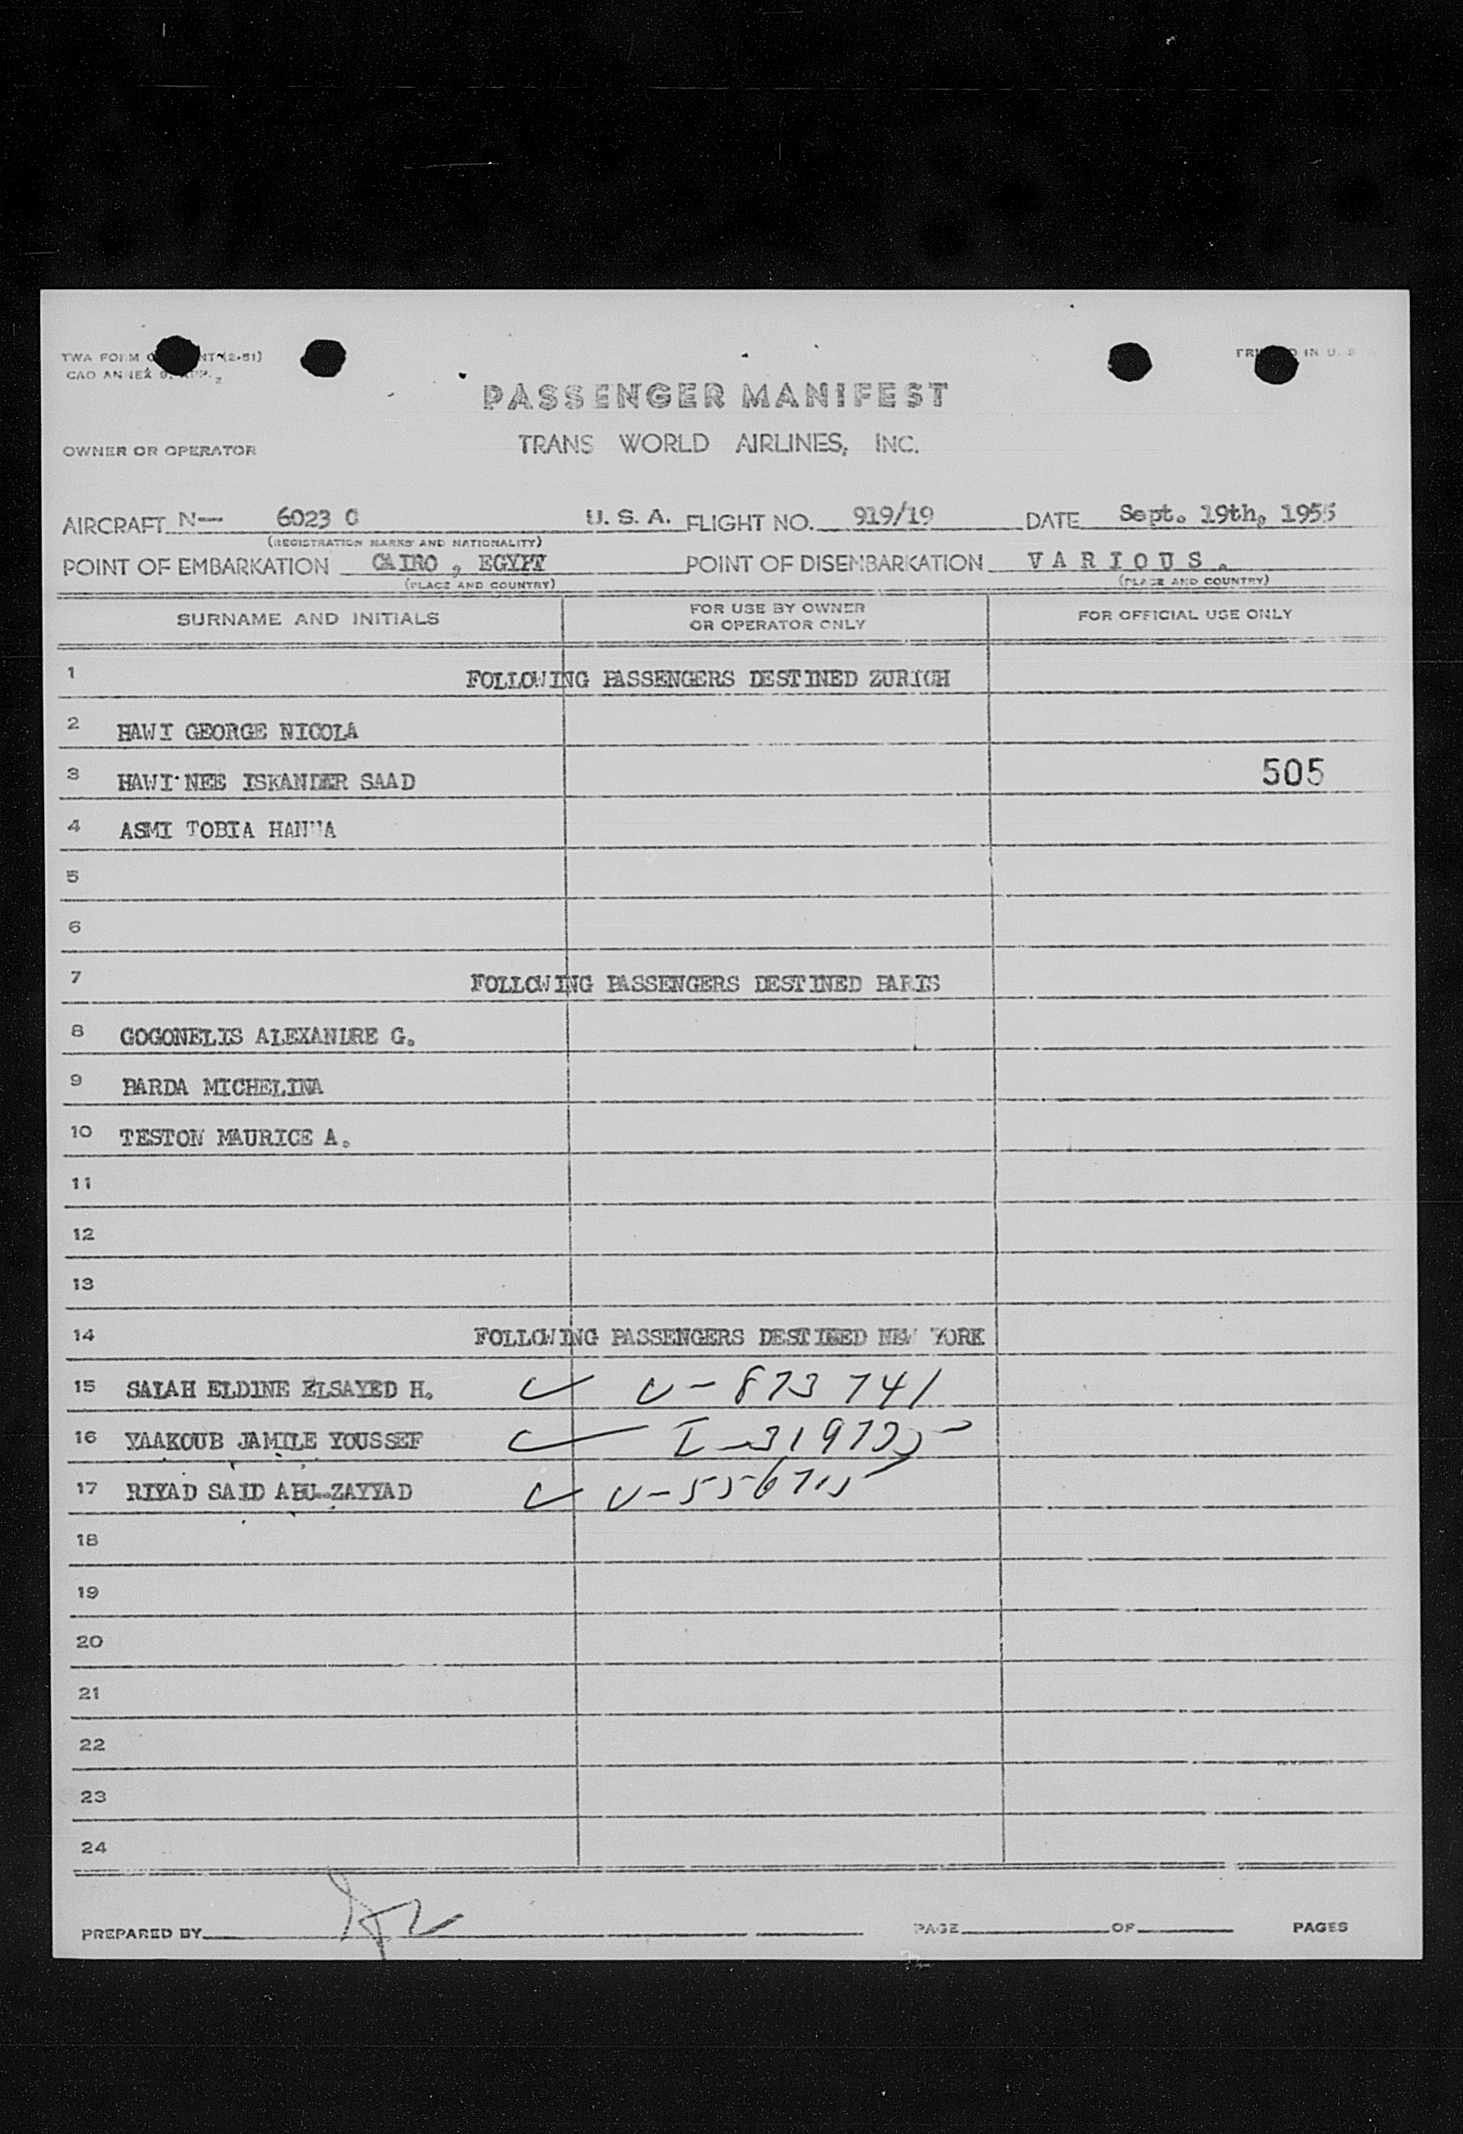 TWA FORM (2-51)
PASSENGER MANIFEST
OWNER OR OPERATOR
TRANS WORLD AIRLINES, INC.
AIRCRAFT N— 6023 C U. S. A. FLIGHT NO. 919/19 DATE Sept. 19th, 1955
(REGISTRATION MARKS AND NATIONALITY)
POINT OF EMBARKATION CAIRO , EGYPT POINT OF DISEMBARKATION V A R I O U S .
(PLACE AND COUNTRY) (PLACE AND COUNTRY)
SURNAME AND INITIALS FOR USE BY OWNER OR OPERATOR ONLY FOR OFFICIAL USE ONLY
1 FOLLOWING PASSENGERS DESTINED ZURICH
2 HAWI GEORGE NICOLA
3 HAWI NEE ISKANDER SAAD 505
4 ASMI TOBIA HANNA
5
6
7 FOLLOWING PASSENGERS DESTINED PARIS
8 GOGONELIS ALEXANDRE G.
9 BARDA MICHELINA
10 TESTON MAURICE A.
11
12
13
14 FOLLOWING PASSENGERS DESTINED NEW YORK
15 SALAH ELDINE ELSAYED H. V-873741
16 YAAKOUB JAMILE YOUSSEF
17 RIYAD SAID ABU-ZAYYAD
18
19
20
21
22
23
24
PREPARED BY PAGE OF PAGES